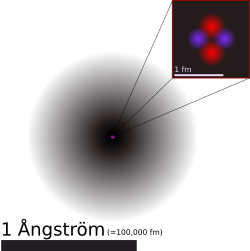 1 fm
1 Ångström (=100,000 fm)